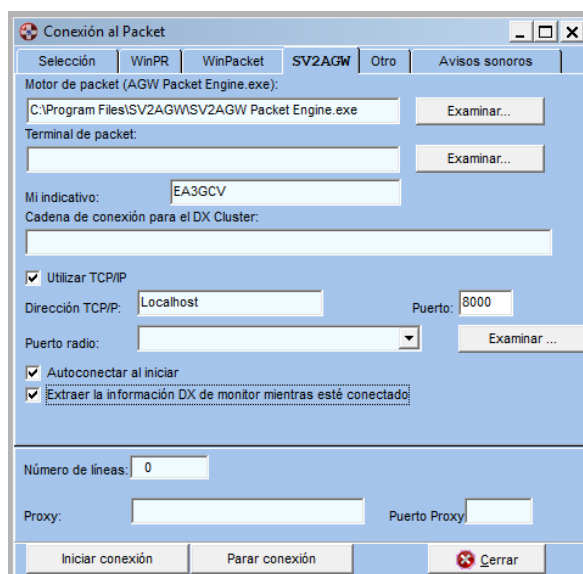 Conexión al Packet
Selección WinPR WinPacket SV2AGW Otro Avisos sonoros
Motor de packet (AGW Packet Engine.exe):
C:\Program Files\SV2AGW\SV2AGW Packet Engine.exe Examinar...
Terminal de packet:
Examinar...
Mi indicativo: EA3GCV
Cadena de conexión para el DX Cluster:
Utilizar TCP/IP
Dirección TCP/P: Localhost Puerto: 8000
Puerto radio: Examinar ...
Autoconectar al iniciar
Extraer la información DX de monitor mientras esté conectado
Número de líneas: 0
Proxy: Puerto Proxy
Iniciar conexión Parar conexión Cerrar